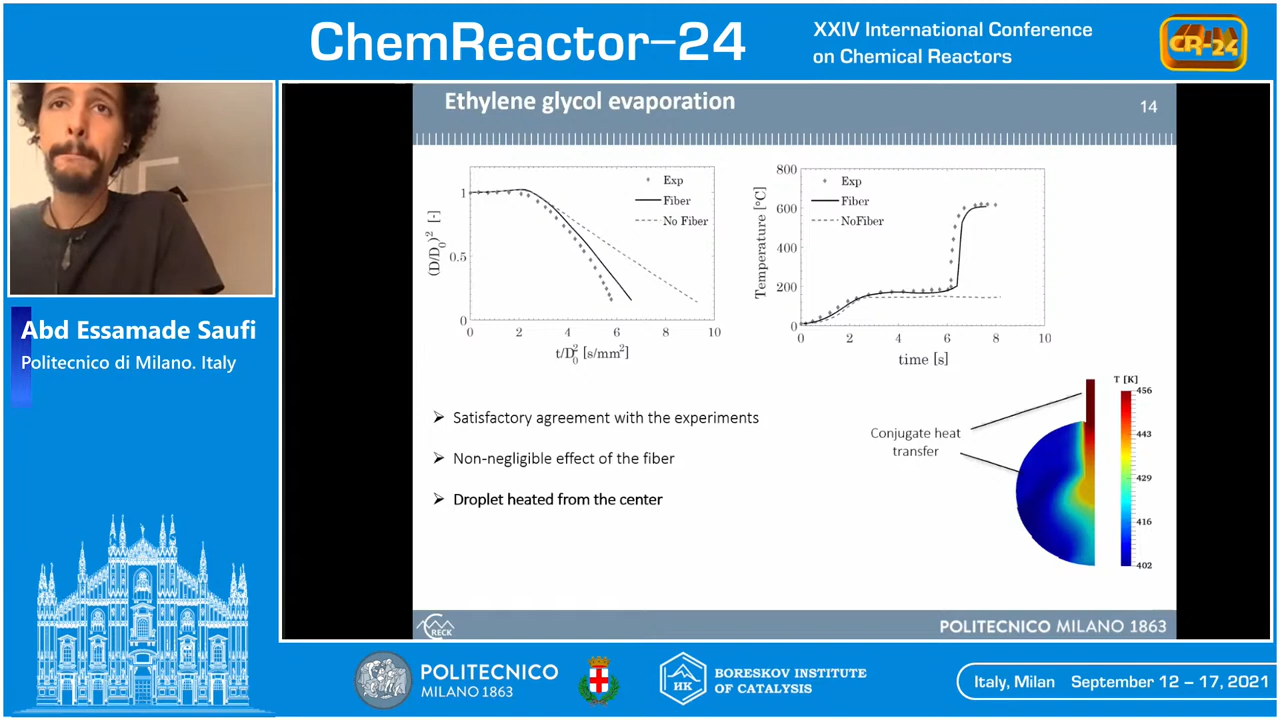 ChemReactor–24
XXIV International Conference
on Chemical Reactors
CR-24
Abd Essamade Saufi
Politecnico di Milano. Italy
Ethylene glycol evaporation
14
Exp
Fiber
No Fiber
(D/D₀)² [-]
1
0.5
0
0 2 4 6 8 10
t/D₀² [s/mm²]
Exp
Fiber
NoFiber
Temperature [°C]
800
600
400
200
0
0 2 4 6 8 10
time [s]
➢ Satisfactory agreement with the experiments
➢ Non-negligible effect of the fiber
➢ Droplet heated from the center
Conjugate heat
transfer
T [K]
456
443
429
416
402
CRECK
POLITECNICO MILANO 1863
POLITECNICO
MILANO 1863
НК
BORESKOV INSTITUTE
OF CATALYSIS
Italy, Milan September 12 – 17, 2021